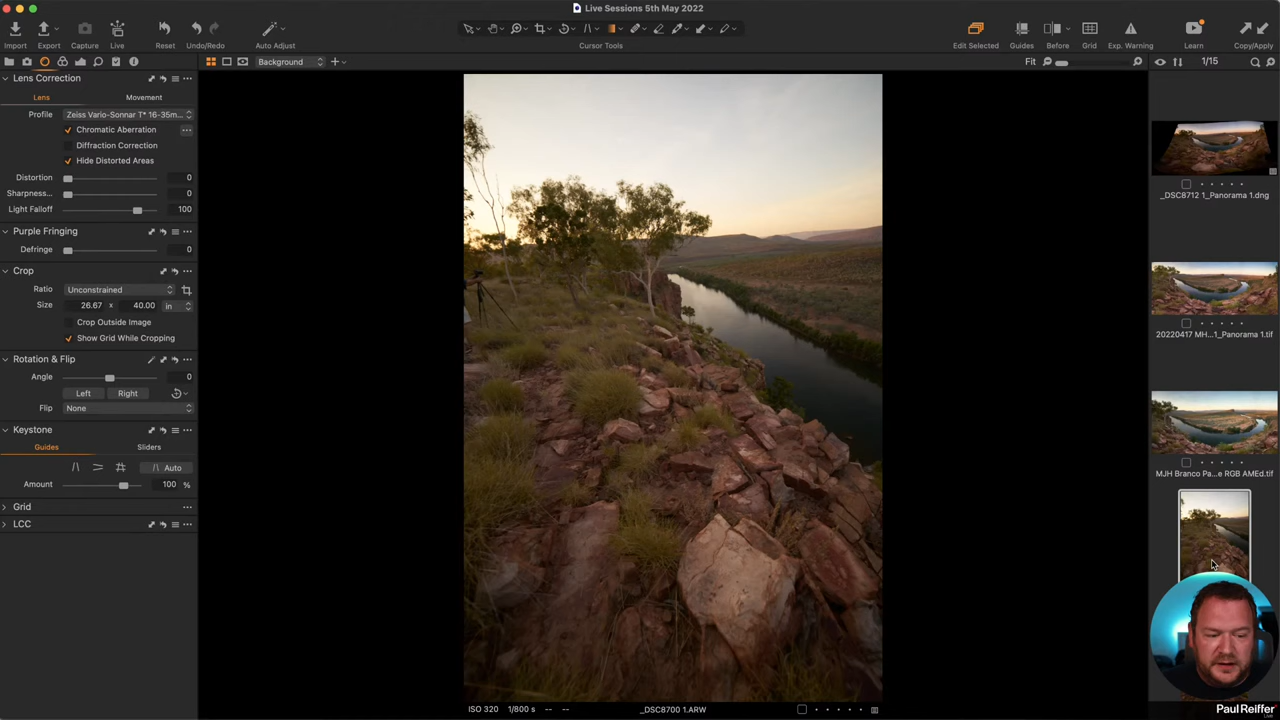 Live Sessions 5th May 2022
Import
Export
Capture
Live
Reset
Undo/Redo
Auto Adjust
Cursor Tools
Edit Selected
Guides
Before
Grid
Exp. Warning
Learn
Copy/Apply
Background
Fit
1/15
Lens Correction
Lens
Movement
Profile
Zeiss Vario-Sonnar T* 16-35m...
Chromatic Aberration
Diffraction Correction
Hide Distorted Areas
Distortion
0
Sharpness...
0
Light Falloff
100
Purple Fringing
Defringe
0
Crop
Ratio
Unconstrained
Size
26.67 x 40.00 in
Crop Outside Image
Show Grid While Cropping
Rotation & Flip
Angle
0
Left
Right
Flip
None
Keystone
Guides
Sliders
Auto
Amount
100 %
Grid
LCC
ISO 320
1/800 s
--
--
_DSC8700 1.ARW
_DSC8712 1_Panorama 1.dng
20220417 MH...1_Panorama 1.tif
MJH Branco Pa...e RGB AMEd.tif
Paul Reiffer
Live